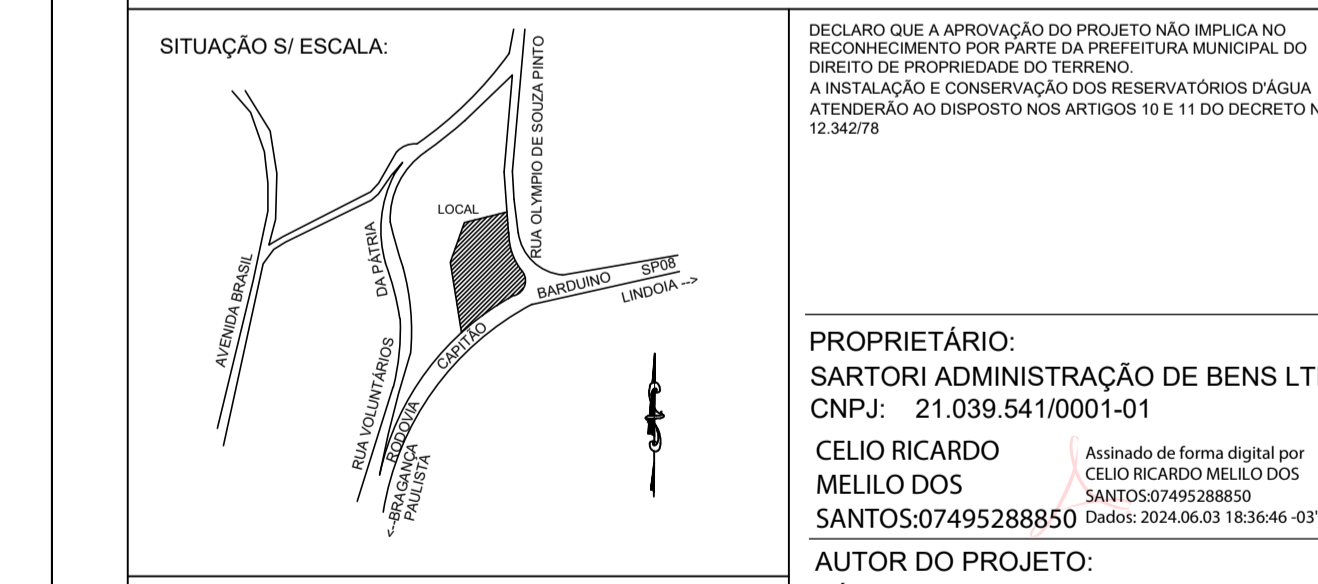 SITUAÇÃO S/ ESCALA:
RUA OLYMPIO DE SOUZA PINTO
LOCAL
DA PÁTRIA
AVENIDA BRASIL
BARDUINO
SP08
LINDOIA -->
CAPITÃO
RUA VOLUNTÁRIOS
RODOVIA
<--BRAGANÇA
PAULISTA
DECLARO QUE A APROVAÇÃO DO PROJETO NÃO IMPLICA NO
RECONHECIMENTO POR PARTE DA PREFEITURA MUNICIPAL DO
DIREITO DE PROPRIEDADE DO TERRENO.
A INSTALAÇÃO E CONSERVAÇÃO DOS RESERVATÓRIOS D'ÁGUA
ATENDERÃO AO DISPOSTO NOS ARTIGOS 10 E 11 DO DECRETO
12.342/78
PROPRIETÁRIO:
SARTORI ADMINISTRAÇÃO DE BENS
CNPJ: 21.039.541/0001-01
CELIO RICARDO
MELILO DOS
SANTOS:07495288850
Assinado de forma digital por
CELIO RICARDO MELILO DOS
SANTOS:07495288850
Dados: 2024.06.03 18:36:46 -03'
AUTOR DO PROJETO: